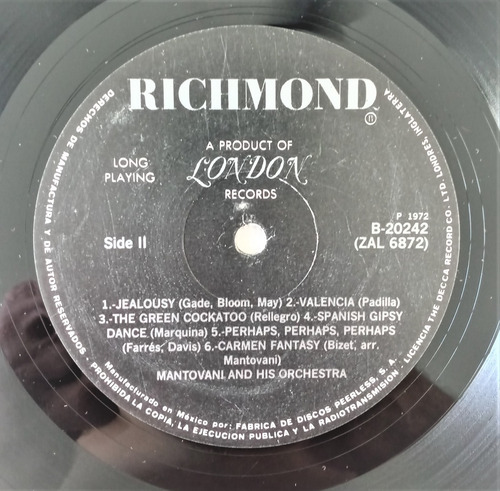 RICHMOND
A PRODUCT OF
LONG
PLAYING
LONDON
RECORDS
Side II
P 1972
B-20242
(ZAL 6872)
1.-JEALOUSY (Gade, Bloom, May) 2.-VALENCIA (Padilla)
3.-THE GREEN COCKATOO (Rellegro) 4.-SPANISH GIPSY
DANCE (Marquina) 5.-PERHAPS, PERHAPS, PERHAPS
(Farrés, Davis) 6.-CARMEN FANTASY (Bizet, arr.
Mantovani)
MANTOVANI AND HIS ORCHESTRA
Manufacturado en México por: FABRICA DE DISCOS PEERLESS, S. A.
DERECHOS DE MANUFACTURA Y DE AUTOR RESERVADOS - PROHIBIDA LA COPIA, LA EJECUCION PUBLICA Y LA RADIOTRANSMISION - LICENCIA THE DECCA RECORD CO. LTD. LONDRES, INGLATERRA